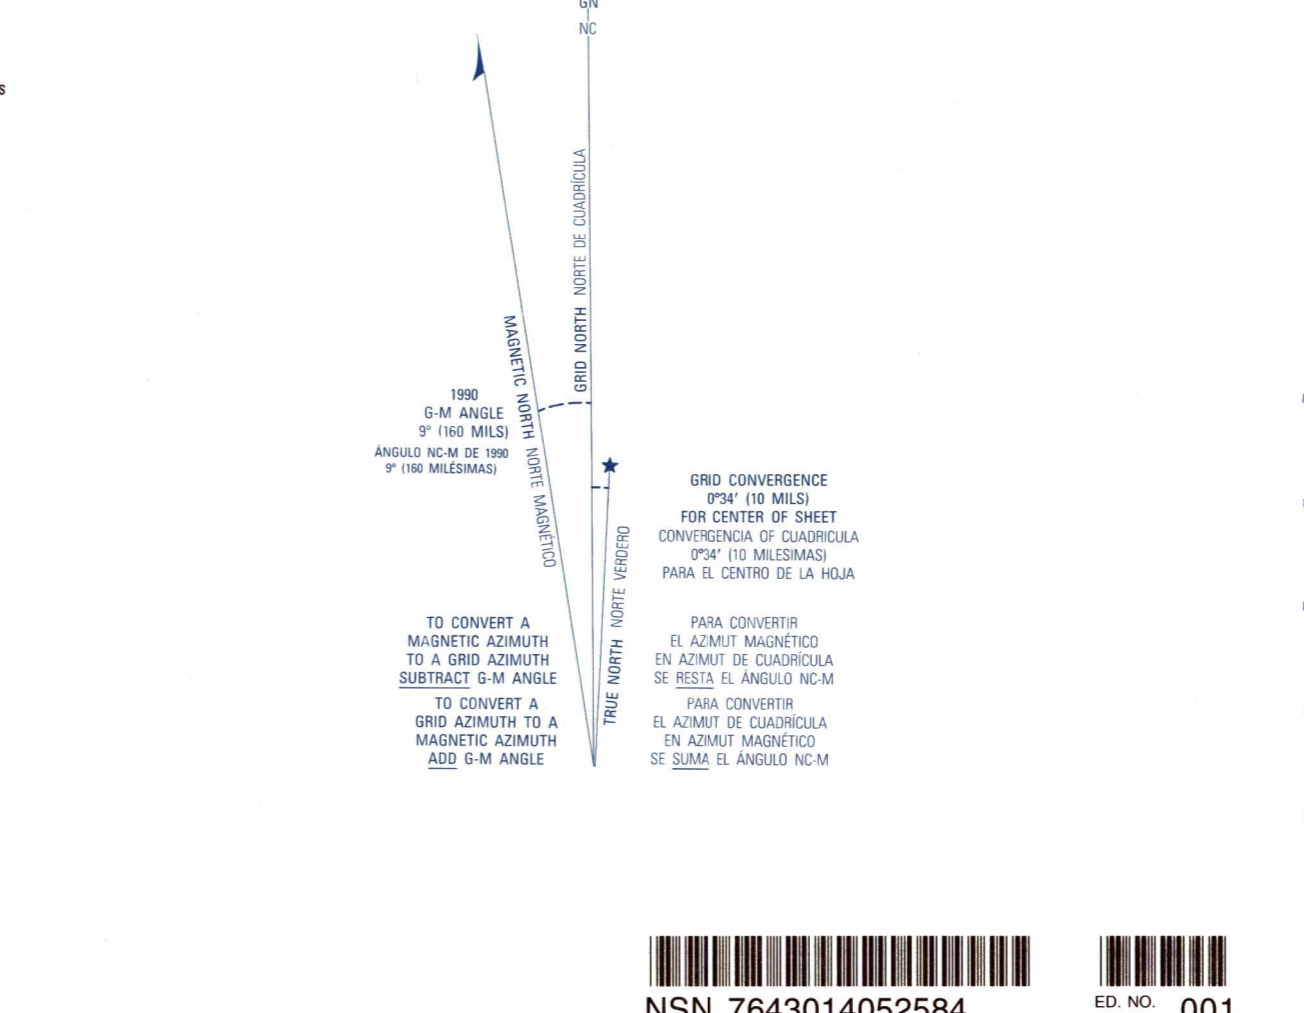 GN
NC
s
GRID NORTH NORTE DE CUADRÍCULA
MAGNETIC NORTH NORTE MAGNÉTICO
1990
G-M ANGLE
9° (160 MILS)
ÁNGULO NC-M DE 1990
9° (160 MILÉSIMAS)
TRUE NORTH NORTE VERDERO
GRID CONVERGENCE
0°34' (10 MILS)
FOR CENTER OF SHEET
CONVERGENCIA OF CUADRICULA
0°34' (10 MILESIMAS)
PARA EL CENTRO DE LA HOJA
TO CONVERT A
MAGNETIC AZIMUTH
TO A GRID AZIMUTH
SUBTRACT G-M ANGLE
TO CONVERT A
GRID AZIMUTH TO A
MAGNETIC AZIMUTH
ADD G-M ANGLE
PARA CONVERTIR
EL AZIMUT MAGNÉTICO
EN AZIMUT DE CUADRÍCULA
SE RESTA EL ÁNGULO NC-M
PARA CONVERTIR
EL AZIMUT DE CUADRÍCULA
EN AZIMUT MAGNÉTICO
SE SUMA EL ÁNGULO NC-M
NSN 7643014052584
ED. NO. 001